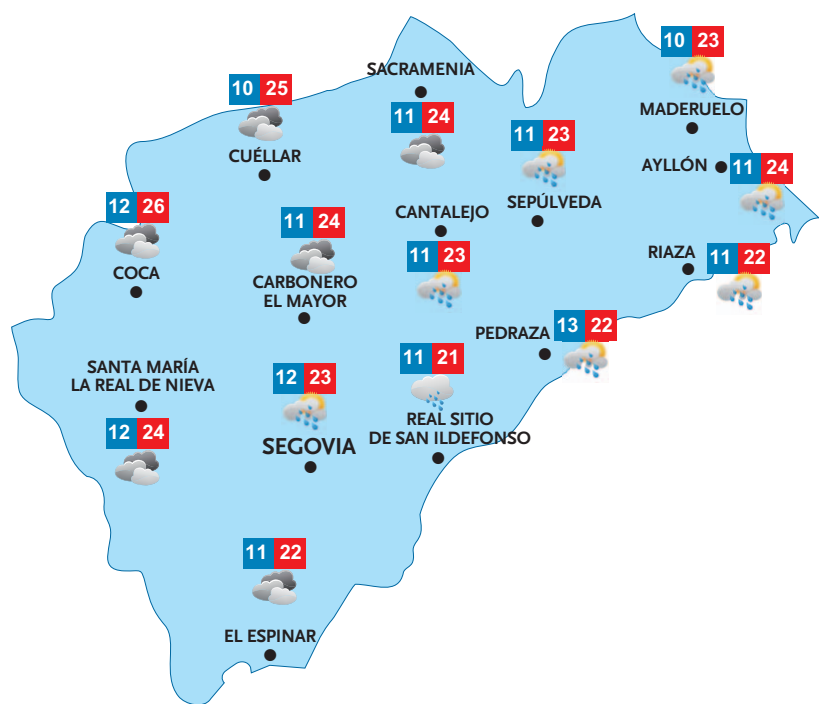 10 23
MADERUELO
SACRAMENIA
11 24
10 25
CUÉLLAR
11 23
SEPÚLVEDA
AYLLÓN
11 24
12 26
COCA
11 24
CARBONERO
EL MAYOR
CANTALEJO
11 23
RIAZA
11 22
PEDRAZA
13 22
SANTA MARÍA
LA REAL DE NIEVA
12 24
12 23
SEGOVIA
11 21
REAL SITIO
DE SAN ILDEFONSO
11 22
EL ESPINAR